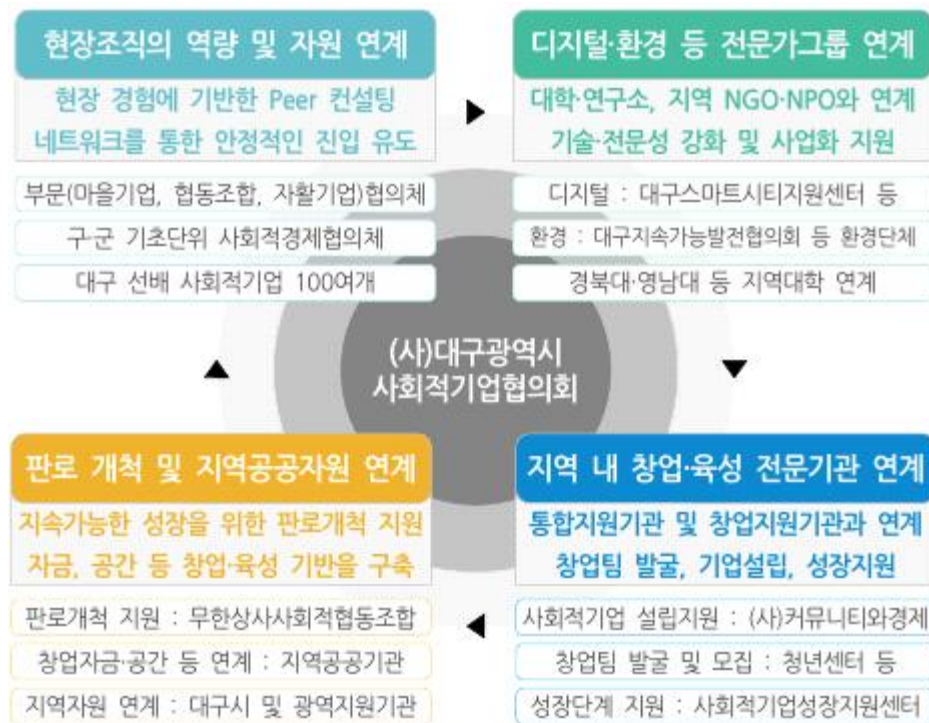 현장조직의 역량 및 자원 연계
현장 경험에 기반한 Peer 컨설팅
네트워크를 통한 안정적인 진입 유도
부문(마을기업, 협동조합, 자활기업)협의체
구·군 기초단위 사회적경제협의체
대구 선배 사회적기업 100여개
디지털·환경 등 전문가그룹 연계
대학·연구소, 지역 NGO·NPO와 연계
기술·전문성 강화 및 사업화 지원
디지털 : 대구스마트시티지원센터 등
환경 : 대구지속가능발전협의회 등 환경단체
경북대·영남대 등 지역대학 연계
(사)대구광역시
사회적기업협의회
판로 개척 및 지역공공자원 연계
지속가능한 성장을 위한 판로개척 지원
자금, 공간 등 창업·육성 기반을 구축
판로개척 지원 : 무한상사사회적협동조합
창업자금·공간 등 연계 : 지역공공기관
지역자원 연계 : 대구시 및 광역지원기관
지역 내 창업·육성 전문기관 연계
통합지원기관 및 창업지원기관과 연계
창업팀 발굴, 기업설립, 성장지원
사회적기업 설립지원 : (사)커뮤니티와경제
창업팀 발굴 및 모집 : 청년센터 등
성장단계 지원 : 사회적기업성장지원센터